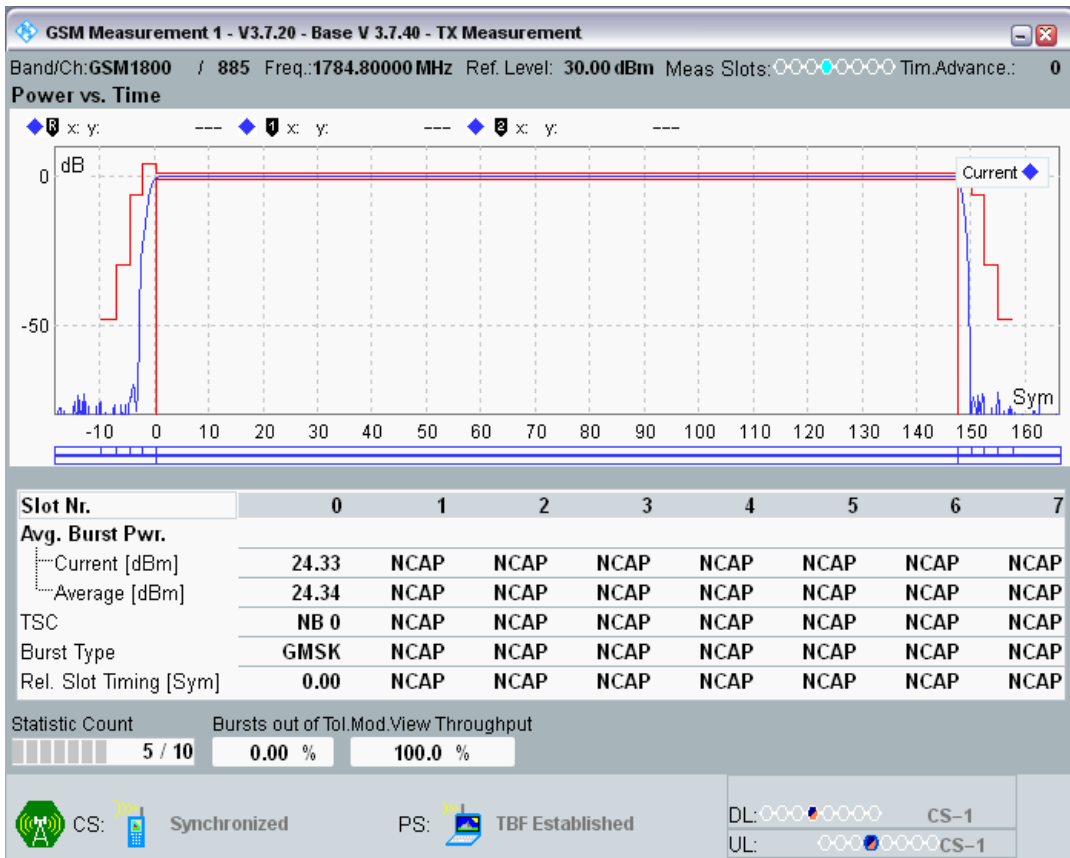 GSM Measurement 1 - V3.7.20 - Base V 3.7.40 - TX Measurement
Band/Ch:GSM1800 / 885 Freq.:1784.80000 MHz Ref. Level: 30.00 dBm Meas Slots: Tim.Advance.: 0
Power vs. Time
R x: y: --- 1 x: y: --- 2 x: y: ---
dB
Current
0
-50
Sym
-10 0 10 20 30 40 50 60 70 80 90 100 110 120 130 140 150 160
Slot Nr. 0 1 2 3 4 5 6 7
Avg. Burst Pwr.
Current [dBm] 24.33 NCAP NCAP NCAP NCAP NCAP NCAP NCAP
Average [dBm] 24.34 NCAP NCAP NCAP NCAP NCAP NCAP NCAP
TSC NB 0 NCAP NCAP NCAP NCAP NCAP NCAP NCAP
Burst Type GMSK NCAP NCAP NCAP NCAP NCAP NCAP NCAP
Rel. Slot Timing [Sym] 0.00 NCAP NCAP NCAP NCAP NCAP NCAP NCAP
Statistic Count Bursts out of Tol.Mod.View Throughput
5 / 10 0.00 % 100.0 %
CS: Synchronized PS: TBF Established
DL: CS-1
UL: CS-1